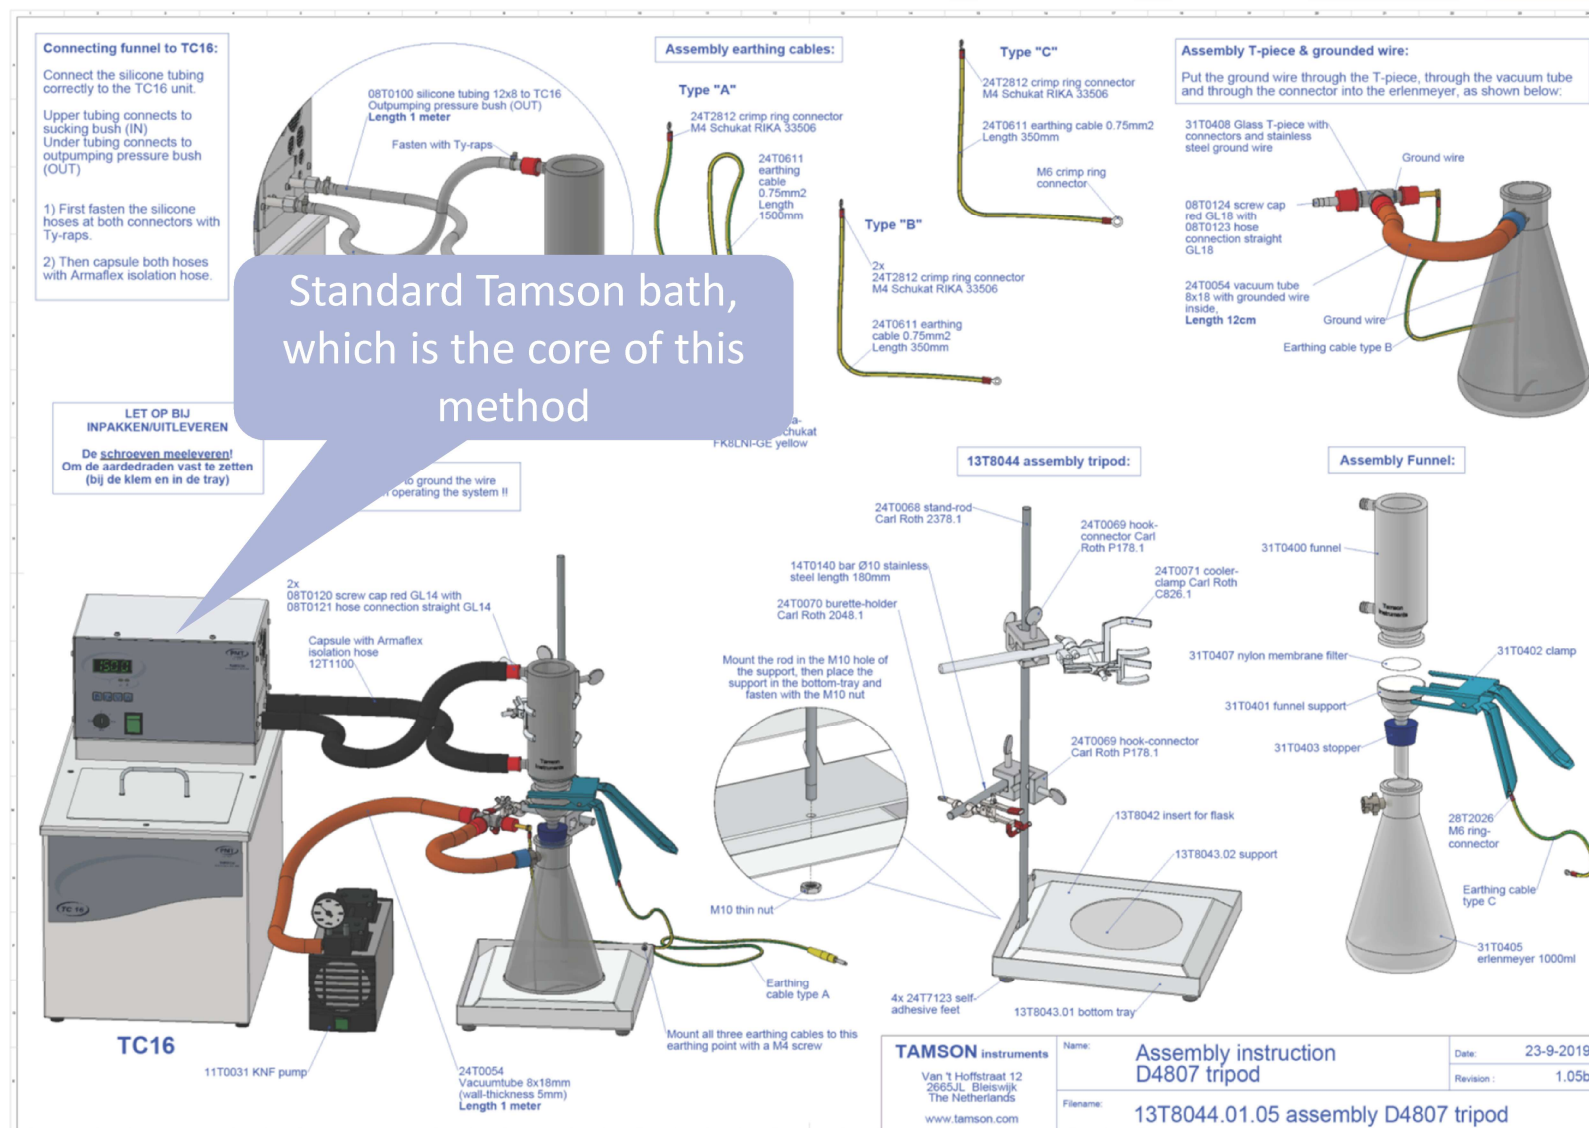 Connecting funnel to TC16:
Connect the silicone tubing
correctly to the TC16 unit.
Upper tubing connects to
sucking bush (IN)
Under tubing connects to
outpumping pressure bush
(OUT)
1) First fasten the silicone
hoses at both connectors with
Ty-raps.
2) Then capsule both hoses
with Armaflex isolation hose.
08T0100 silicone tubing 12x8 to TC16
Outpumping pressure bush (OUT)
Length 1 meter
Fasten with Ty-raps
Assembly earthing cables:
Type "A"
24T2812 crimp ring connector
M4 Schukat RIKA 33506
24T0611
earthing
cable
0.75mm2
Length
1500mm
Type "B"
2x
24T2812 crimp ring connector
M4 Schukat RIKA 33506
24T0611 earthing
cable 0.75mm2
Length 350mm
Type "C"
24T2812 crimp ring connector
M4 Schukat RIKA 33506
24T0611 earthing cable 0.75mm2
Length 350mm
M6 crimp ring
connector
Assembly T-piece & grounded wire:
Put the ground wire through the T-piece, through the vacuum tube
and through the connector into the erlenmeyer, as shown below:
31T0408 Glass T-piece with
connectors and stainless
steel ground wire
Ground wire
08T0124 screw cap
red GL18 with
08T0123 hose
connection straight
GL18
24T0054 vacuum tube
8x18 with grounded wire
inside,
Length 12cm
Ground wire
Earthing cable type B
Standard Tamson bath,
which is the core of this
method
FK8LNI-GE yellow
LET OP BIJ
INPAKKEN/UITLEVEREN
De schroeven meeleveren!
Om de aardedraden vast te zetten
(bij de klem en in de tray)
to ground the wire
operating the system !!
2x
08T0120 screw cap red GL14 with
08T0121 hose connection straight GL14
Capsule with Armaflex
isolation hose
12T1100
1500
PMT
Tamson
Instruments
PMT
TC 16
TC16
11T0031 KNF pump
24T0054
Vacuumtube 8x18mm
(wall-thickness 5mm)
Length 1 meter
Mount all three earthing cables to this
earthing point with a M4 screw
Earthing
cable type A
13T8044 assembly tripod:
24T0068 stand-rod
Carl Roth 2378.1
24T0069 hook-
connector Carl
Roth P178.1
14T0140 bar Ø10 stainless
steel length 180mm
24T0071 cooler-
clamp Carl Roth
C826.1
24T0070 burette-holder
Carl Roth 2048.1
Mount the rod in the M10 hole of
the support, then place the
support in the bottom-tray and
fasten with the M10 nut
24T0069 hook-connector
Carl Roth P178.1
M10 thin nut
13T8042 insert for flask
13T8043.02 support
4x 24T7123 self-
adhesive feet
13T8043.01 bottom tray
Assembly Funnel:
31T0400 funnel
Tamson
Instruments
31T0407 nylon membrane filter
31T0402 clamp
31T0401 funnel support
31T0403 stopper
28T2026
M6 ring-
connector
Earthing cable
type C
31T0405
erlenmeyer 1000ml
TAMSON instruments
Van 't Hoffstraat 12
2665JL Bleiswijk
The Netherlands
www.tamson.com
Name:
Assembly instruction
D4807 tripod
Date:
23-9-2019
Revision :
1.05b
Filename:
13T8044.01.05 assembly D4807 tripod